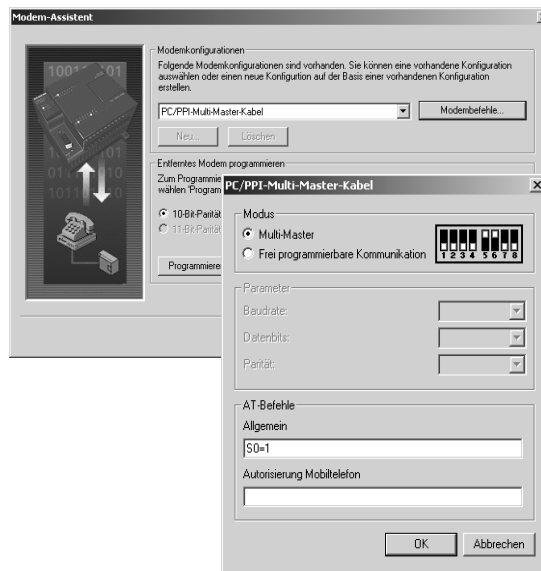 Modem-Assistent
Modemkonfigurationen
Folgende Modemkonfigurationen sind vorhanden. Sie können eine vorhandene Konfiguration
auswählen oder einen neue Konfigurtion auf der Basis einer vorhandenen Konfiguration
erstellen.
PC/PPI-Multi-Master-Kabel
Modembefehle...
Neu...
Löschen
Entferntes Modem programmieren
Zum Programmie
wählen 'Program
10-Bit-Parität
11-Bit-Parität
Programmiere
PC/PPI-Multi-Master-Kabel
Modus
Multi-Master
Frei programmierbare Kommunikation
1 2 3 4 5 6 7 8
Parameter
Baudrate:
Datenbits:
Parität:
AT-Befehle
Allgemein
S0=1
Autorisierung Mobiltelefon
OK
Abbrechen